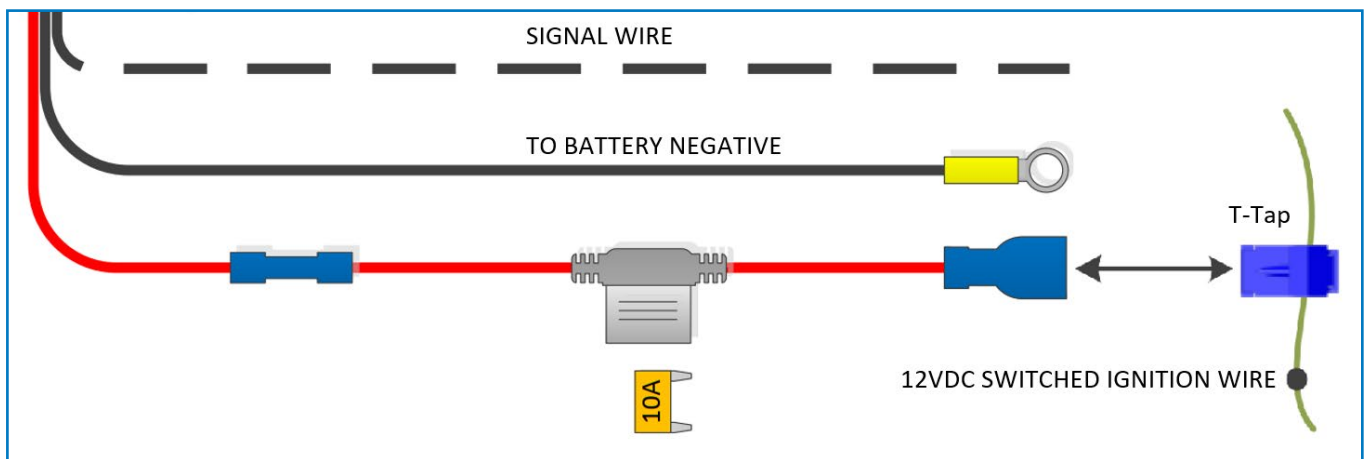 SIGNAL WIRE
TO BATTERY NEGATIVE
T-Tap
12VDC SWITCHED IGNITION WIRE
10A